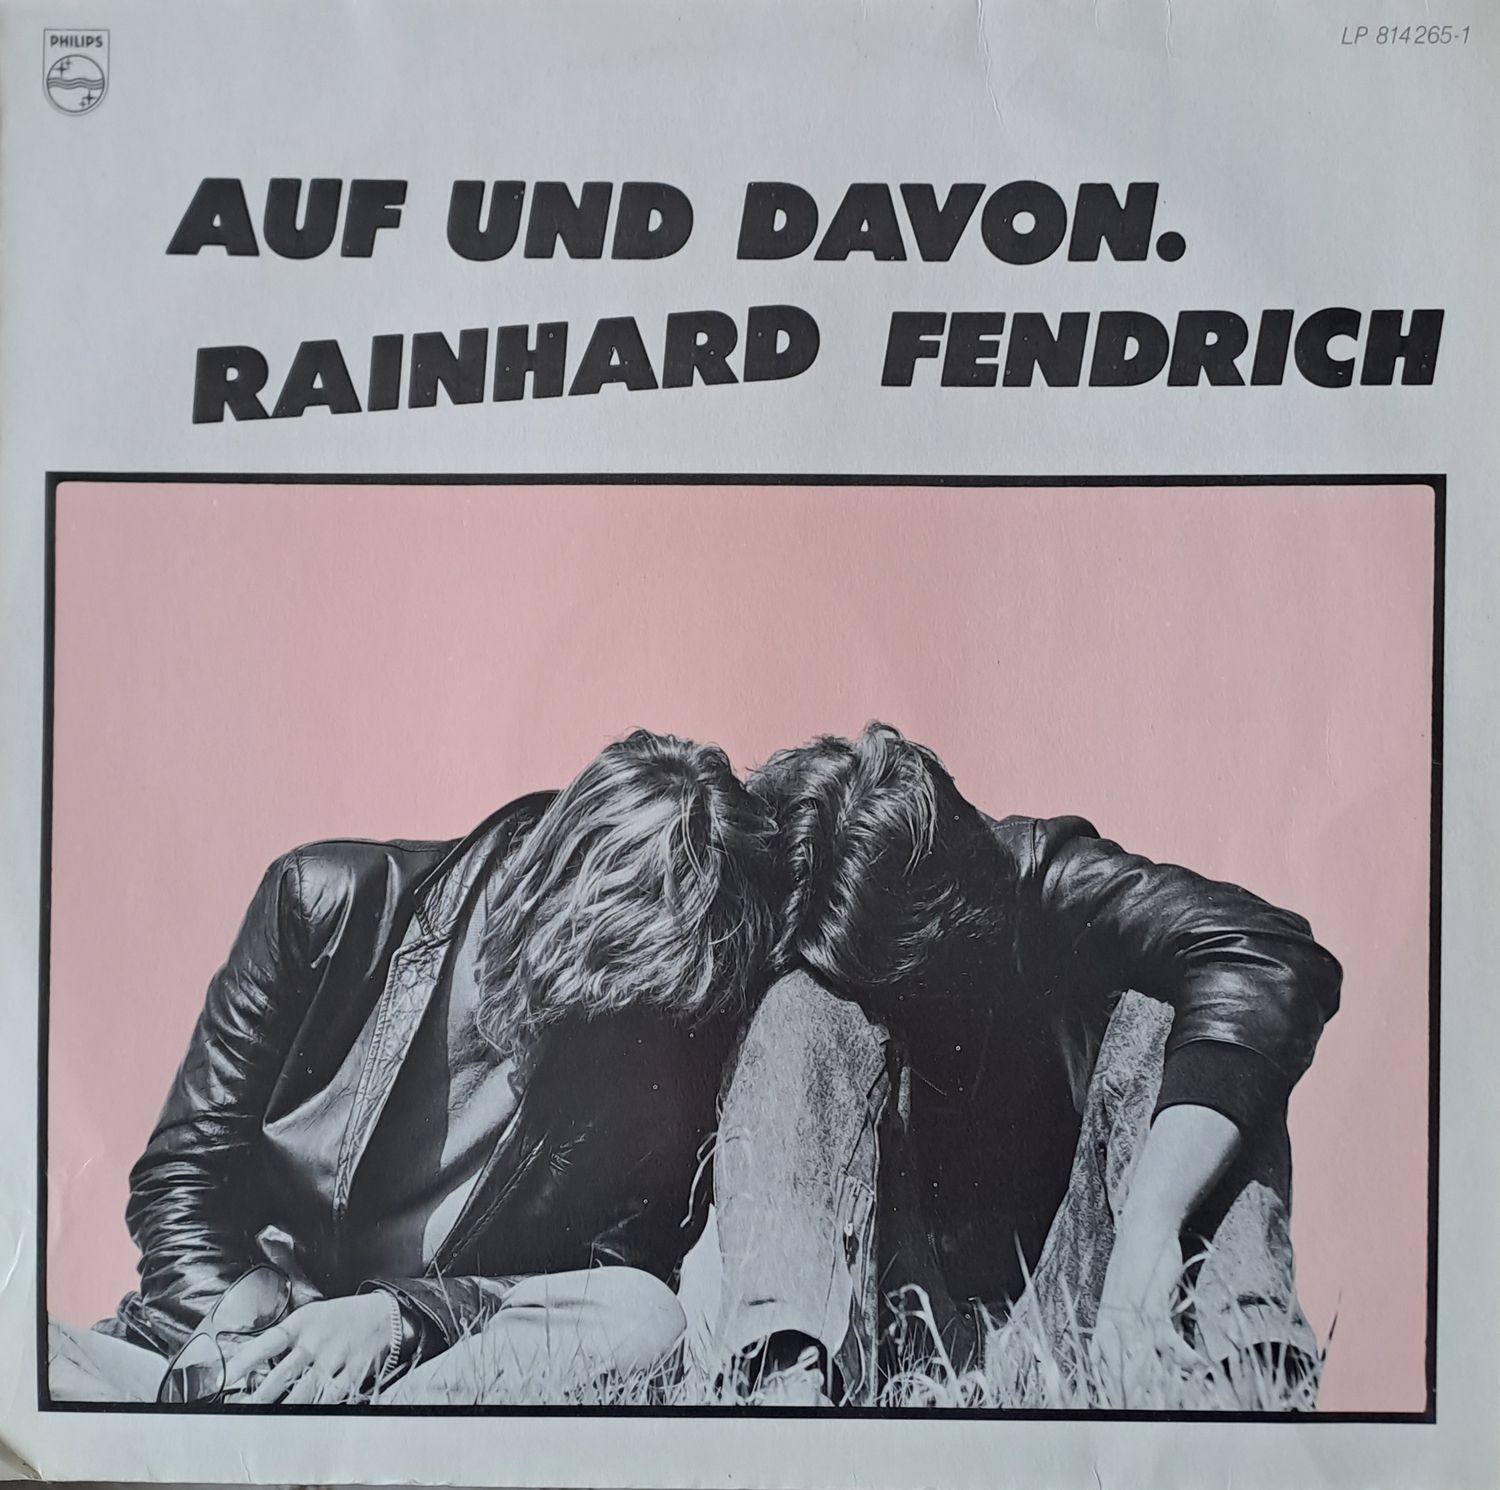 PHILIPS
LP 814265-1
AUF UND DAVON.
RAINHARD FENDRICH